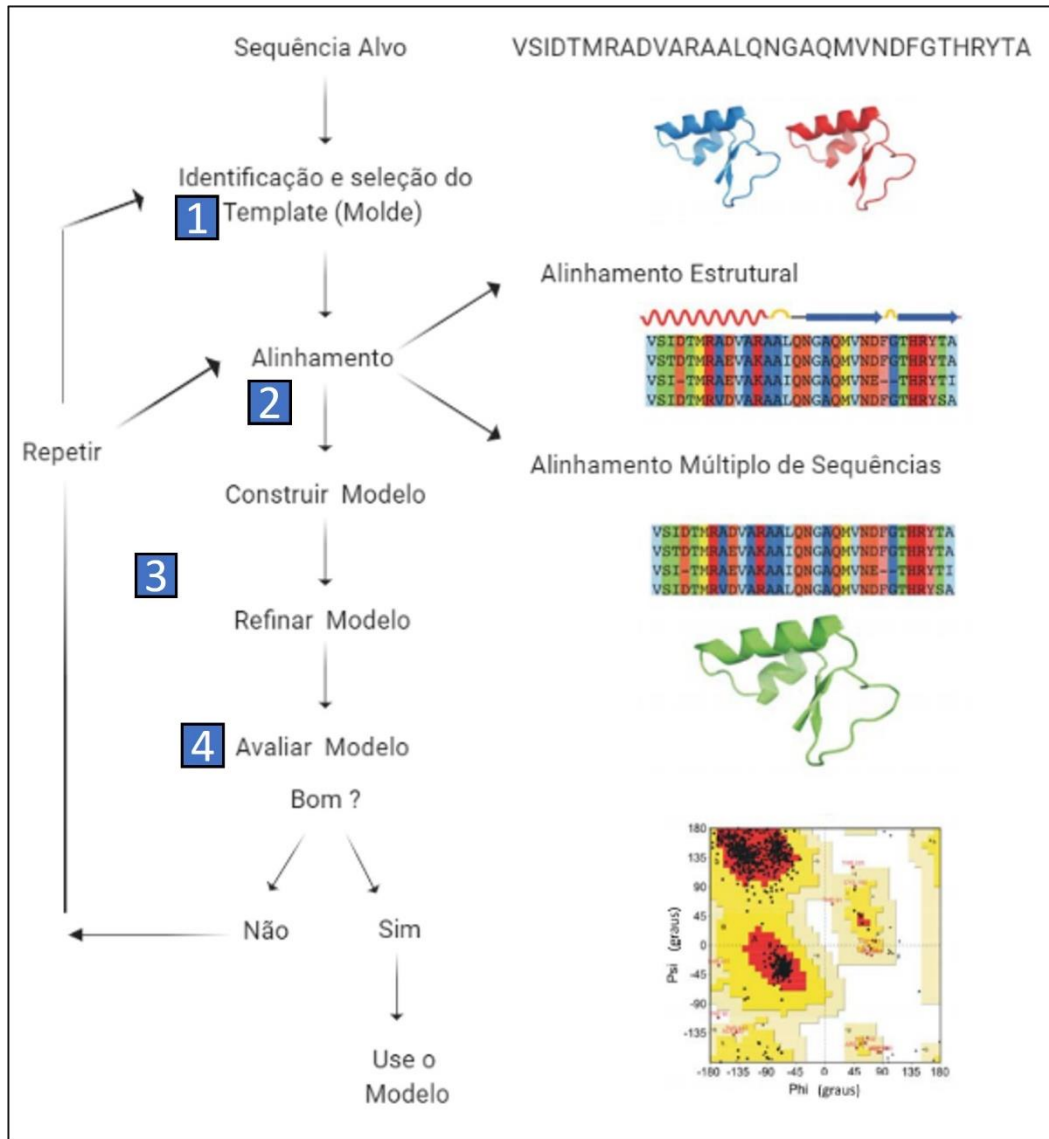 Sequência Alvo
VSIDTMRADVARAALQNGAQMVNDFGTHRYTA
Identificação e seleção do
1 Template (Molde)
Alinhamento Estrutural
VSIDTMRADVARAALQNGAQMVNDFGTHRYTA
VSTDTMRAEVAKAAIQNGAQMVNDFGTHRYTA
VSI-TMRAEVAKAAIQNGAQMVNE--THRYTI
VSIDTMRVDVARAALQNGAQMVNDFGTHRYSA
Alinhamento
2
Repetir
Alinhamento Múltiplo de Sequências
Construir Modelo
VSIDTMRADVARAALQNGAQMVNDFGTHRYTA
VSTDTMRAEVAKAAIQNGAQMVNDFGTHRYTA
VSI-TMRAEVAKAAIQNGAQMVNE--THRYTI
VSIDTMRVDVARAALQNGAQMVNDFGTHRYSA
3
Refinar Modelo
4 Avaliar Modelo
Bom ?
Não
Sim
Use o
Modelo
180
135
90
45
0
-45
-90
-135
Psi (graus)
-180 -135 -90 -45 0 45 90 135 180
Phi (graus)